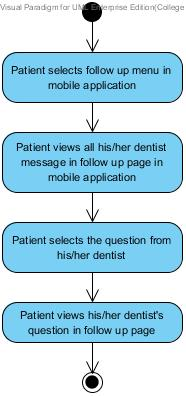 Visual Paradigm for UML Enterprise Edition(College
Patient selects follow up menu in
mobile application
Patient views all his/her dentist
message in follow up page in
mobile application
Patient selects the question from
his/her dentist
Patient views his/her dentist's
question in follow up page